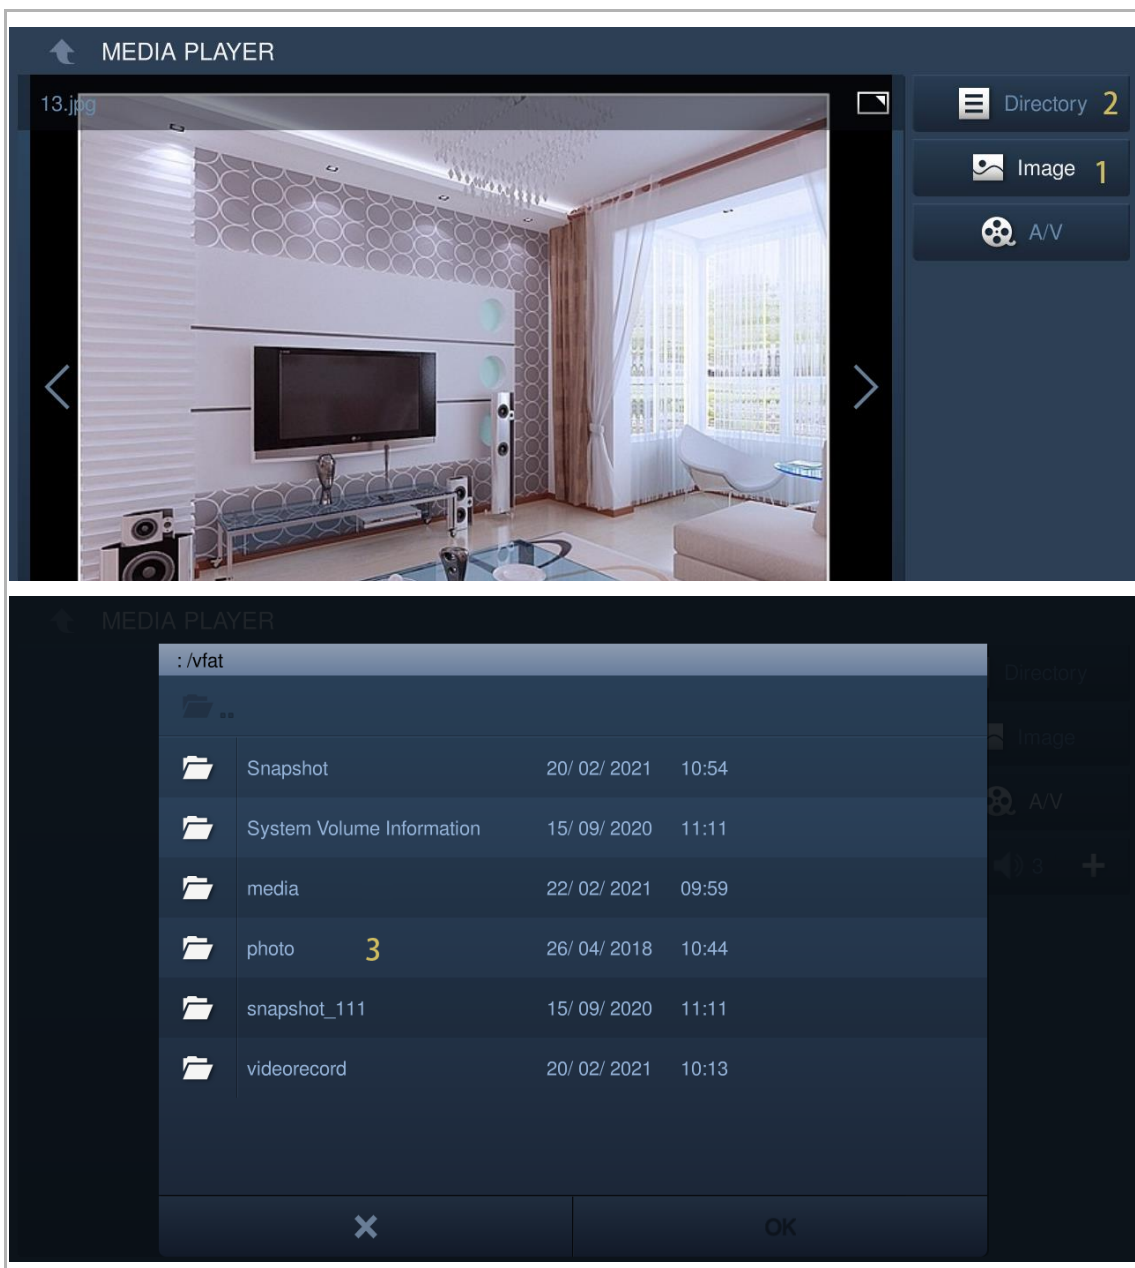 MEDIA PLAYER
13.jpg
Directory 2
Image 1
A/V
MEDIA PLAYER
: /vfat
Directory
..
Image
Snapshot 20/ 02/ 2021 10:54
A/V
System Volume Information 15/ 09/ 2020 11:11
3 +
media 22/ 02/ 2021 09:59
photo 3 26/ 04/ 2018 10:44
snapshot_111 15/ 09/ 2020 11:11
videorecord 20/ 02/ 2021 10:13
OK